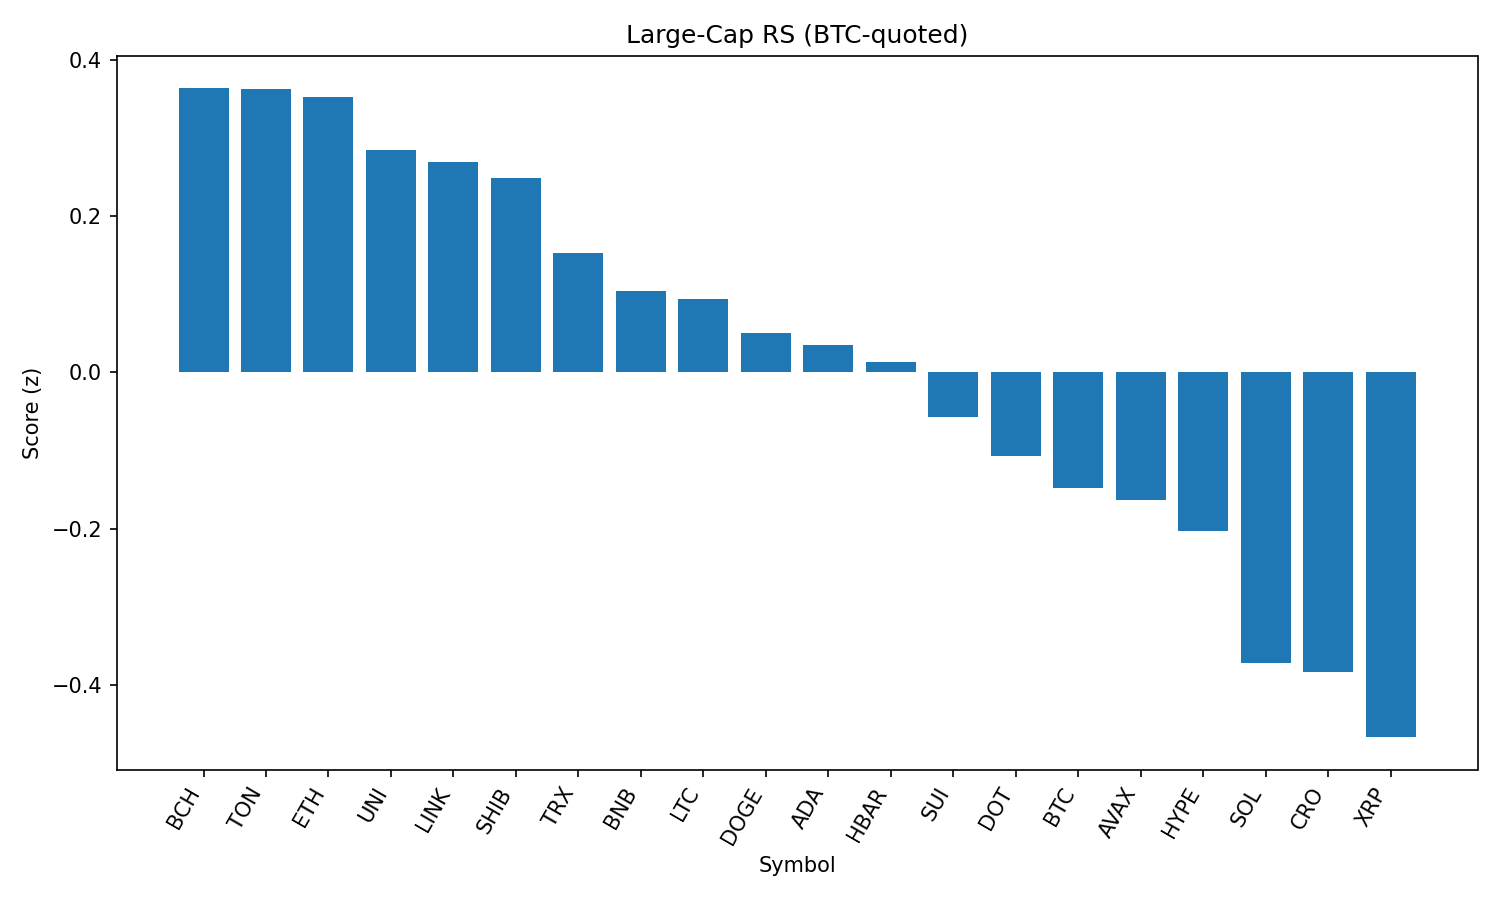 Large-Cap RS (BTC-quoted)
Score (z)
0.4
0.2
0.0
−0.2
−0.4
BCH
TON
ETH
UNI
LINK
SHIB
TRX
BNB
LTC
DOGE
ADA
HBAR
SUI
DOT
BTC
AVAX
HYPE
SOL
CRO
XRP
Symbol